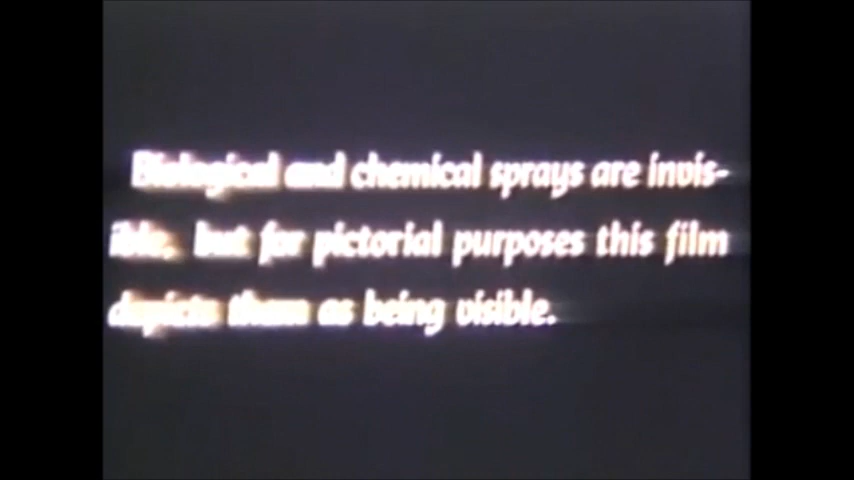 Biological and chemical sprays are invis-
ible, but for pictorial purposes this film
depicts them as being visible.